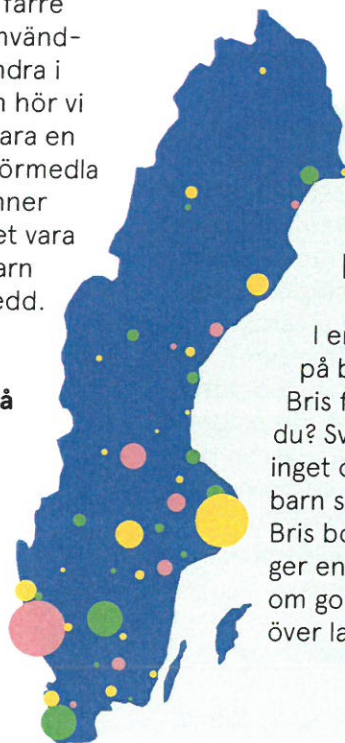 färre
nvänd-
ndra i
n hör vi
ara en
örmedla
nner
et vara
arn
edd.
å
I en
på b
Bris f
du? Sv
inget o
barn s
Bris bo
ger en
om go
över la